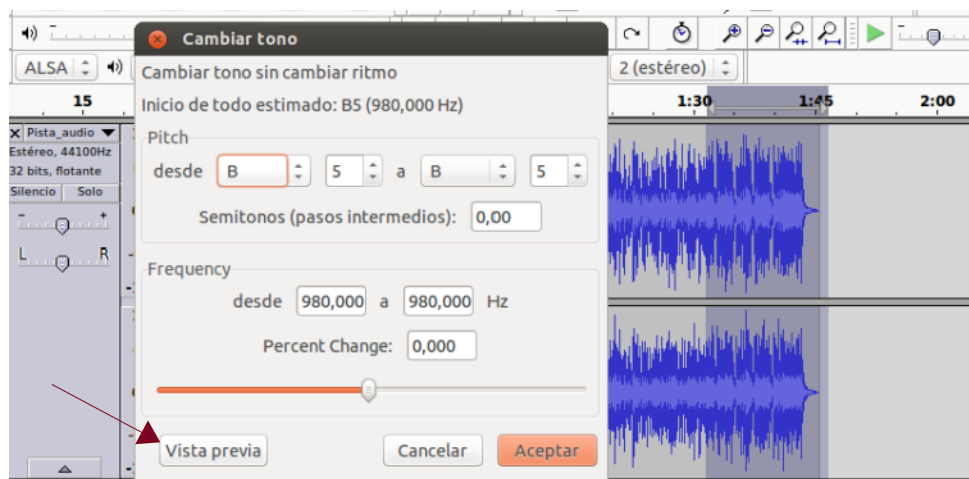 Cambiar tono
ALSA
2 (estéreo)
Cambiar tono sin cambiar ritmo
15
1:30
1:45
2:00
Inicio de todo estimado: B5 (980,000 Hz)
Pista_audio
Estéreo, 44100Hz
32 bits, flotante
Silencio Solo
- +
L R
Pitch
desde B 5 a B 5
Semitonos (pasos intermedios): 0,00
Frequency
desde 980,000 a 980,000 Hz
Percent Change: 0,000
Vista previa Cancelar Aceptar